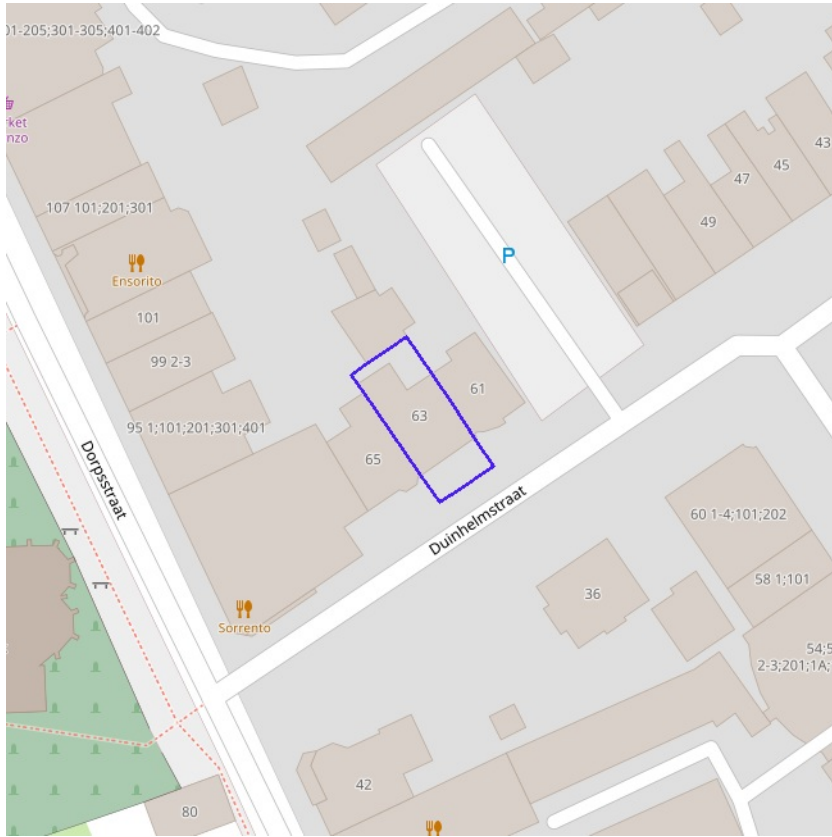 01-205;301-305;401-402
rket
nzo
43
45
47
49
107 101;201;301
Ensorito
P
101
99 2-3
95 1;101;201;301;401
61
63
65
Dorpsstraat
Duinhelmstraat
60 1-4;101;202
58 1;101
36
54;5
2-3;201;1A;
Sorrento
42
80